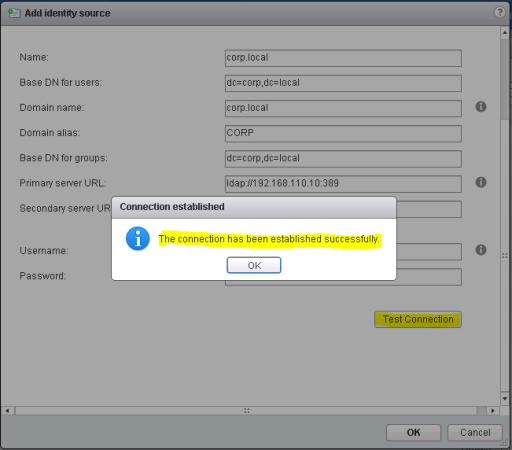 Add identity source
Name: corp.local
Base DN for users: dc=corp,dc=local
Domain name: corp.local
Domain alias: CORP
Base DN for groups: dc=corp,dc=local
Primary server URL: ldap://192.168.110.10:389
Secondary server UR
Connection established
The connection has been established successfully.
OK
Username:
Password:
Test Connection
OK Cancel